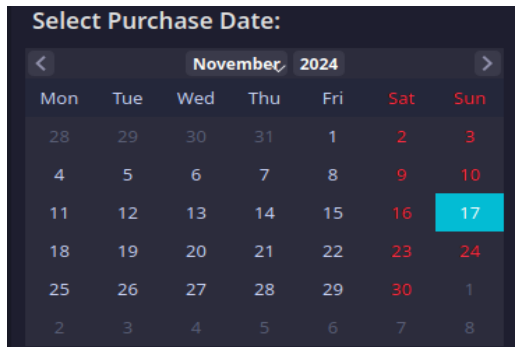 Select Purchase Date:
November 2024
Mon Tue Wed Thu Fri Sat Sun
28 29 30 31 1 2 3
4 5 6 7 8 9 10
11 12 13 14 15 16 17
18 19 20 21 22 23 24
25 26 27 28 29 30 1
2 3 4 5 6 7 8